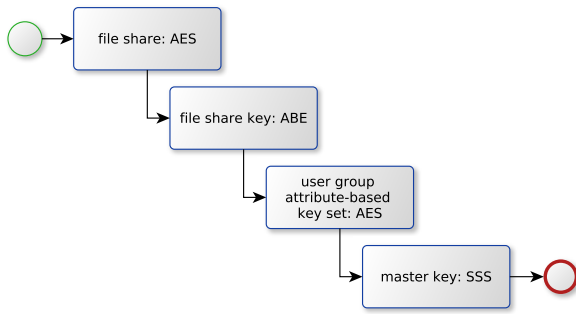 file share: AES
file share key: ABE
user group
attribute-based
key set: AES
master key: SSS